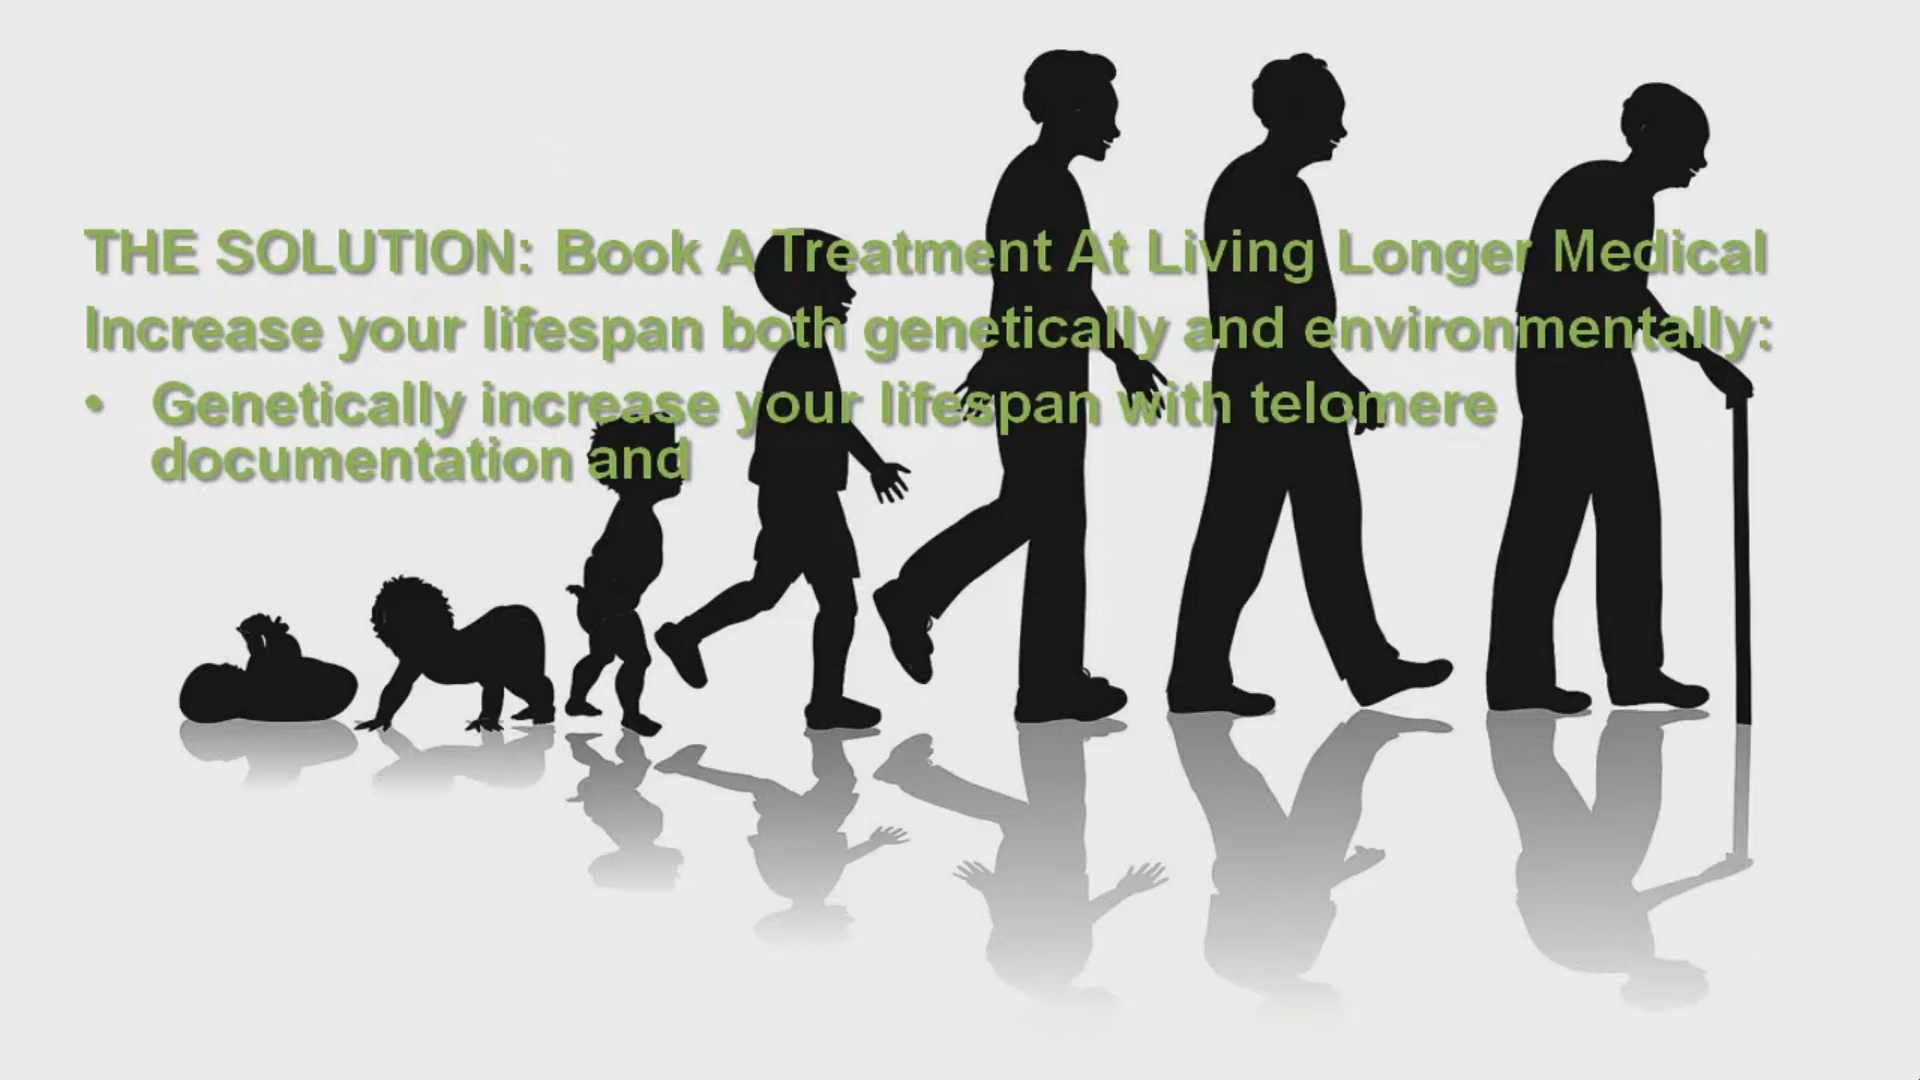 THE SOLUTION: Book A Treatment At Living Longer Medical
Increase your lifespan both genetically and environmentally:
• Genetically increase your lifespan with telomere
documentation and